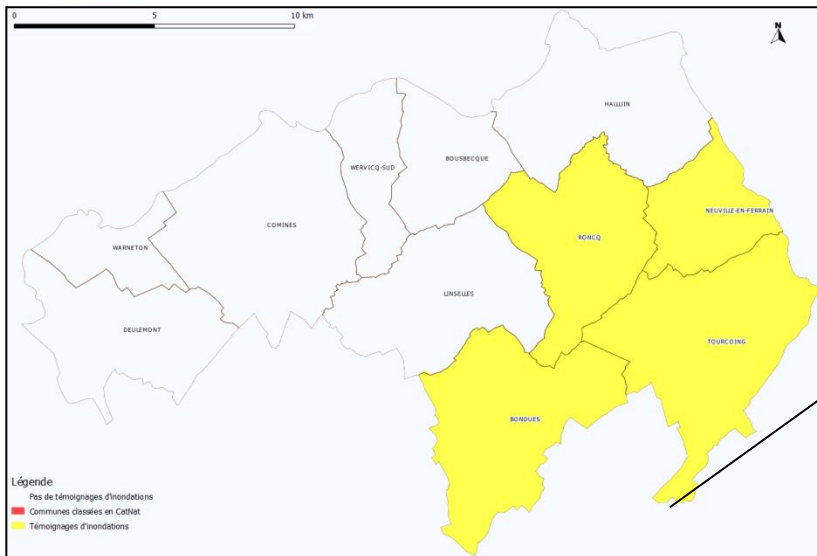 0 5 10 km
N
HALLUIN
BOUSBECQUE
WERVICQ-SUD
NEUVILLE-EN-FERRAIN
COMINES
RONCQ
WARNETON
LINSELLES
DEULEMONT
TOURCOING
BONDUES
Légende
Pas de témoignages d'inondations
Communes classées en CatNat
Témoignages d'inondations